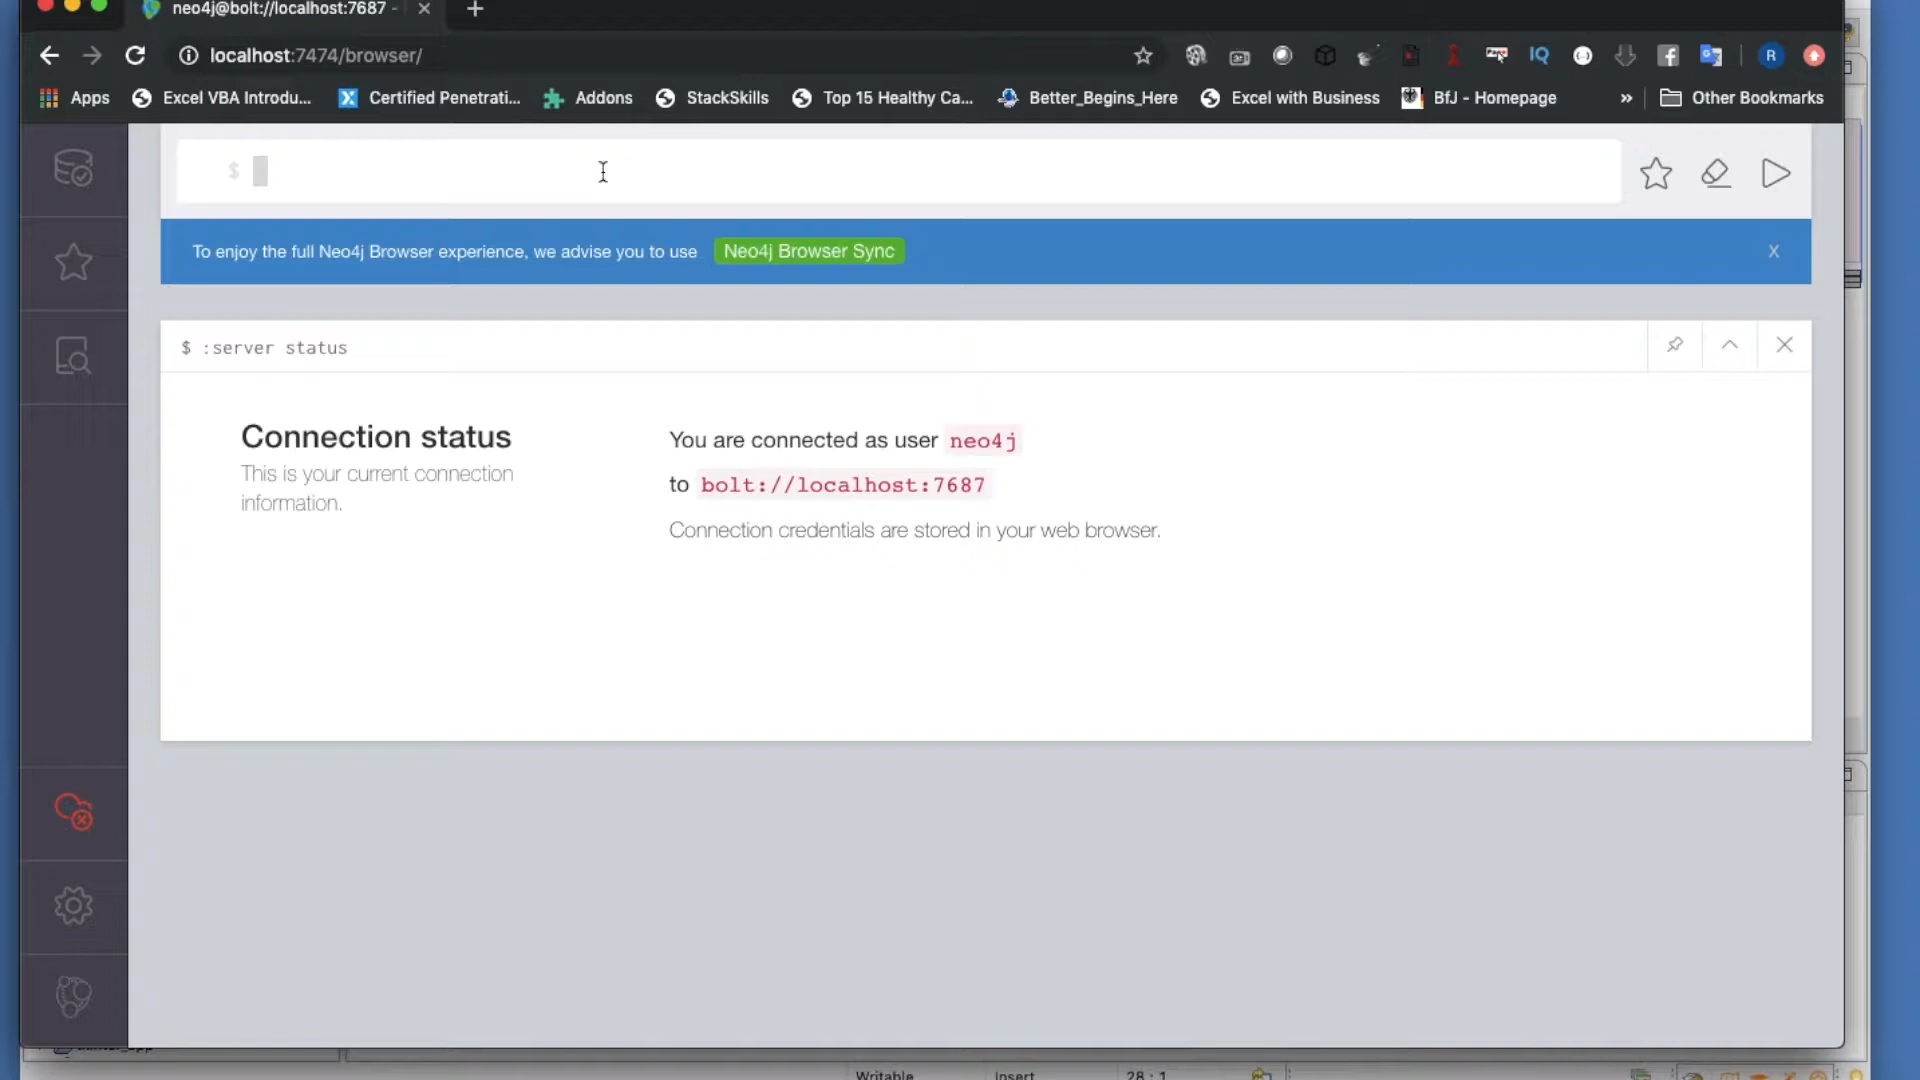 neo4j@bolt://localhost:7687 -
localhost:7474/browser/
Apps Excel VBA Introdu... Certified Penetrati... Addons StackSkills Top 15 Healthy Ca... Better_Begins_Here Excel with Business BfJ - Homepage » Other Bookmarks
$
To enjoy the full Neo4j Browser experience, we advise you to use Neo4j Browser Sync X
$ :server status
Connection status
This is your current connection
information.
You are connected as user neo4j
to bolt://localhost:7687
Connection credentials are stored in your web browser.
Writable Insert 28 : 1